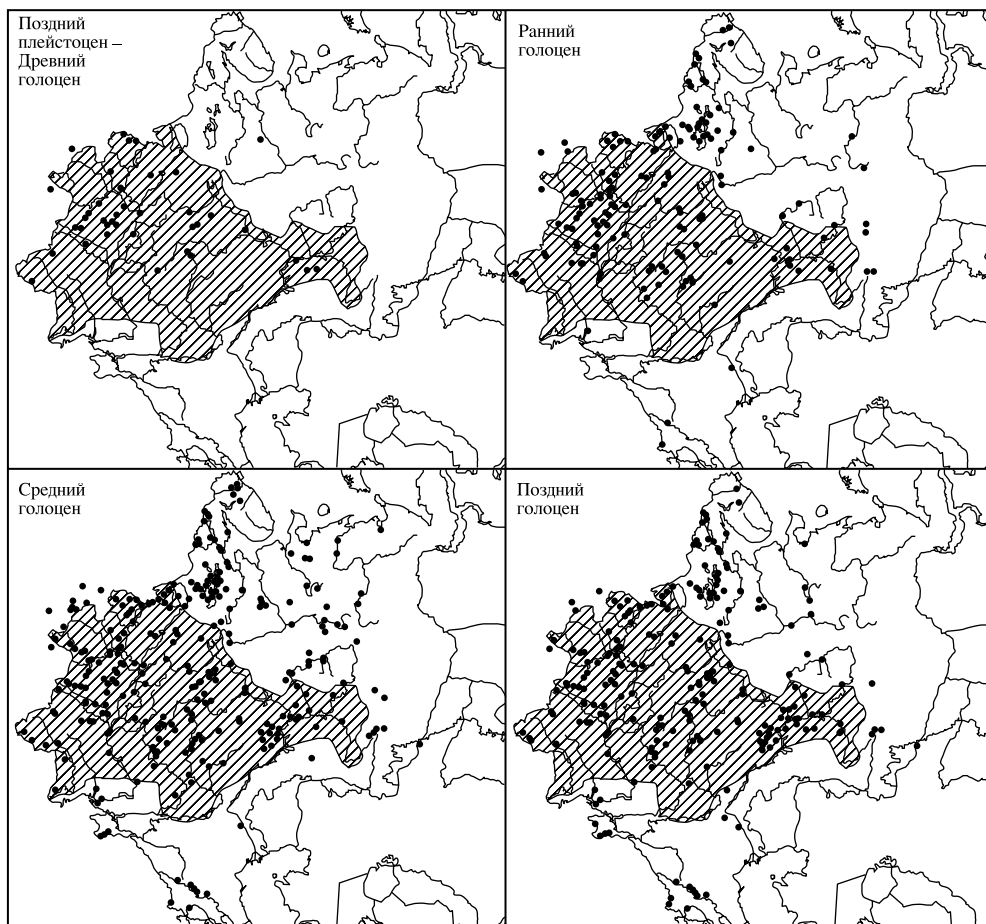 Поздний
плейстоцен –
Древний
голоцен
Ранний
голоцен
Средний
голоцен
Поздний
голоцен